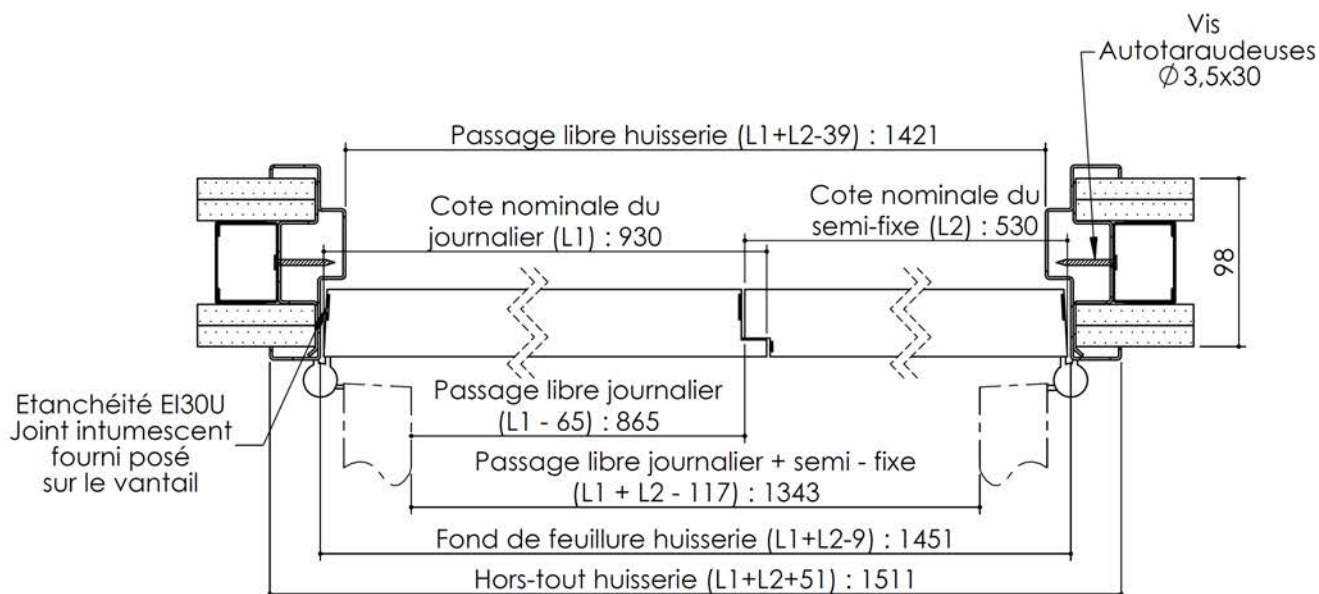 Vis
Autotaraudeuses
Ø 3,5x30
Passage libre huisserie (L1+L2-39) : 1421
Cote nominale du
journalier (L1) : 930
Cote nominale du
semi-fixe (L2) : 530
98
Etanchéité EI30U
Joint intumescent
fourni posé
sur le vantail
Passage libre journalier
(L1 - 65) : 865
Passage libre journalier + semi - fixe
(L1 + L2 - 117) : 1343
Fond de feuillure huisserie (L1+L2-9) : 1451
Hors-tout huisserie (L1+L2+51) : 1511